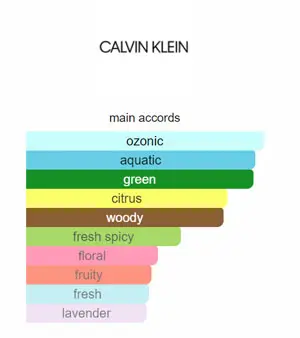 CALVIN KLEIN
main accords
ozonic
aquatic
green
citrus
woody
fresh spicy
floral
fruity
fresh
lavender